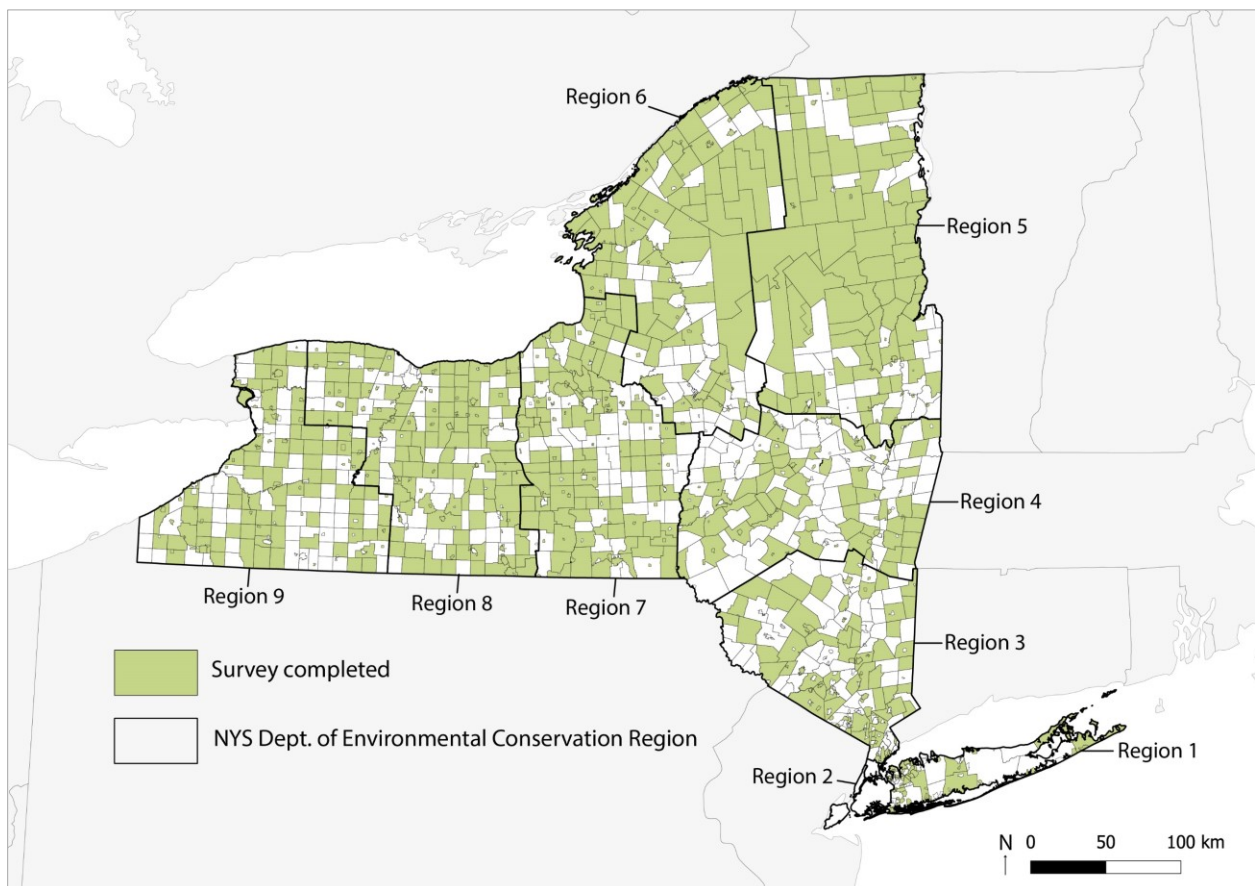 Region 6
Region 5
Region 4
Region 9
Region 8
Region 7
Region 3
Survey completed
NYS Dept. of Environmental Conservation Region
Region 1
Region 2
N 0 50 100 km